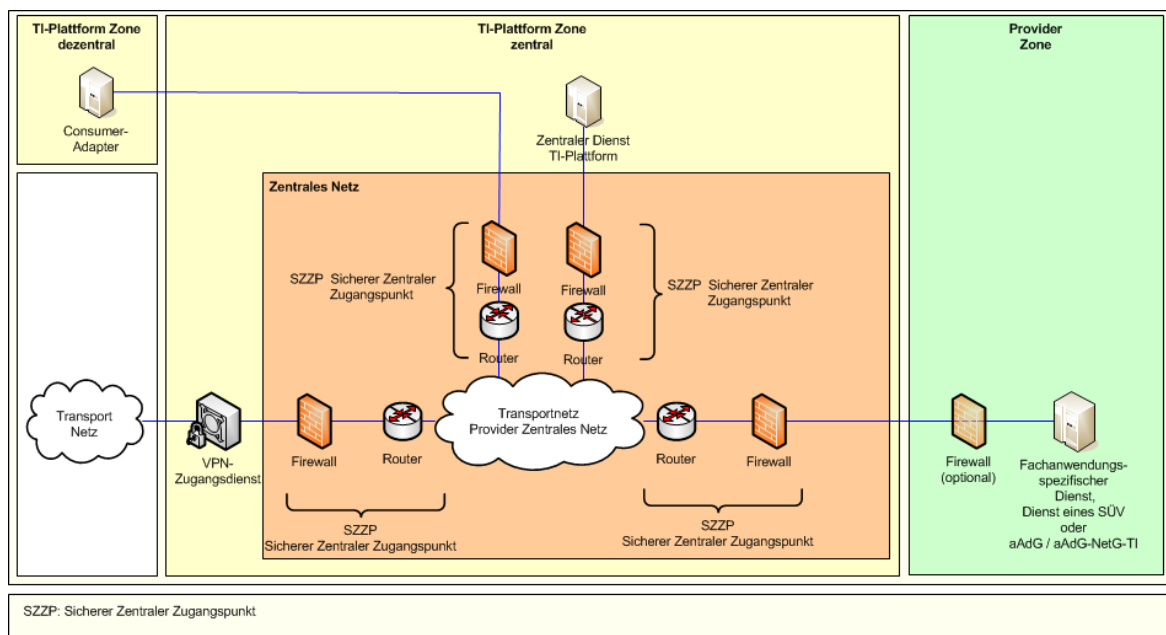 TI-Plattform Zone
dezentral
TI-Plattform Zone
zentral
Provider
Zone
Consumer-
Adapter
Zentraler Dienst
TI-Plattform
Zentrales Netz
SZZP Sicherer Zentraler
Zugangspunkt
Firewall
Firewall
SZZP Sicherer Zentraler
Zugangspunkt
Router
Router
Transport
Netz
VPN-
Zugangsdienst
Firewall
Router
Transportnetz
Provider Zentrales Netz
Router
Firewall
Firewall
(optional)
Fachanwendungs-
spezifischer
Dienst,
Dienst eines SÜV
oder
aAdG / aAdG-NetG-TI
SZZP
Sicherer Zentraler Zugangspunkt
SZZP
Sicherer Zentraler Zugangspunkt
SZZP: Sicherer Zentraler Zugangspunkt